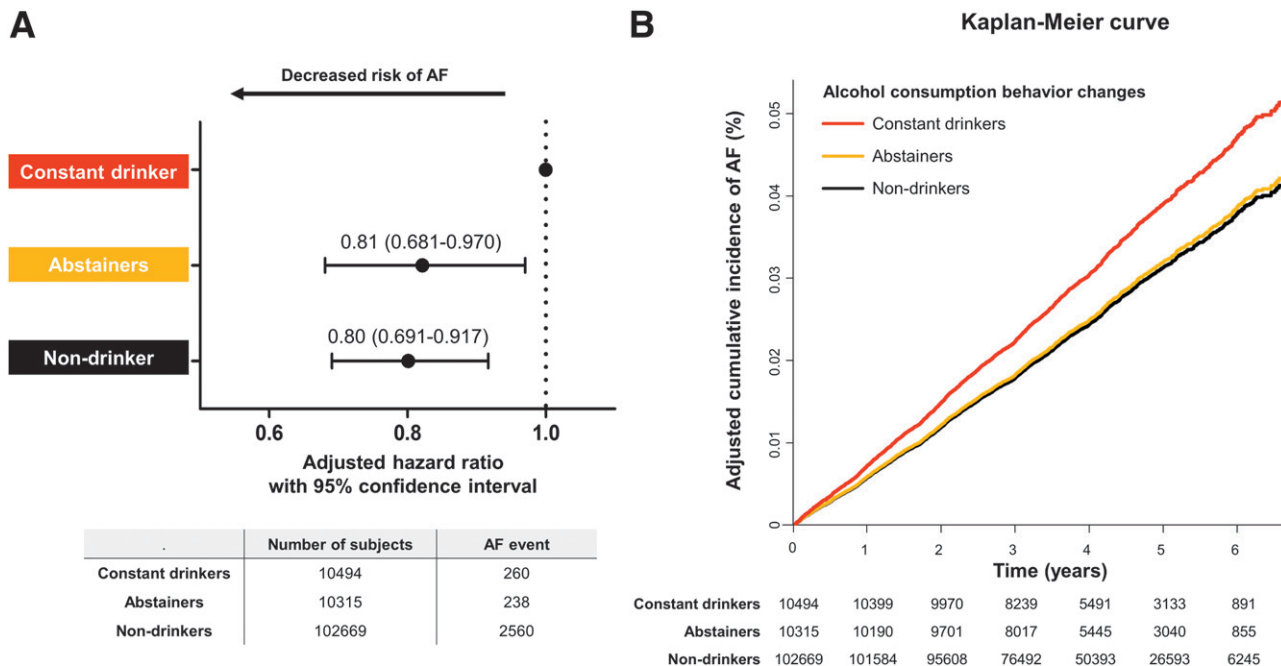 A
Decreased risk of AF
Constant drinker
Abstainers
0.81 (0.681-0.970)
Non-drinker
0.80 (0.691-0.917)
0.6 0.8 1.0
Adjusted hazard ratio
with 95% confidence interval
. Number of subjects AF event
Constant drinkers 10494 260
Abstainers 10315 238
Non-drinkers 102669 2560
B
Kaplan-Meier curve
Alcohol consumption behavior changes
Constant drinkers
Abstainers
Non-drinkers
Adjusted cumulative incidence of AF (%)
0.05
0.04
0.03
0.02
0.01
0
0 1 2 3 4 5 6
Time (years)
Constant drinkers 10494 10399 9970 8239 5491 3133 891
Abstainers 10315 10190 9701 8017 5445 3040 855
Non-drinkers 102669 101584 95608 76492 50393 26593 6245